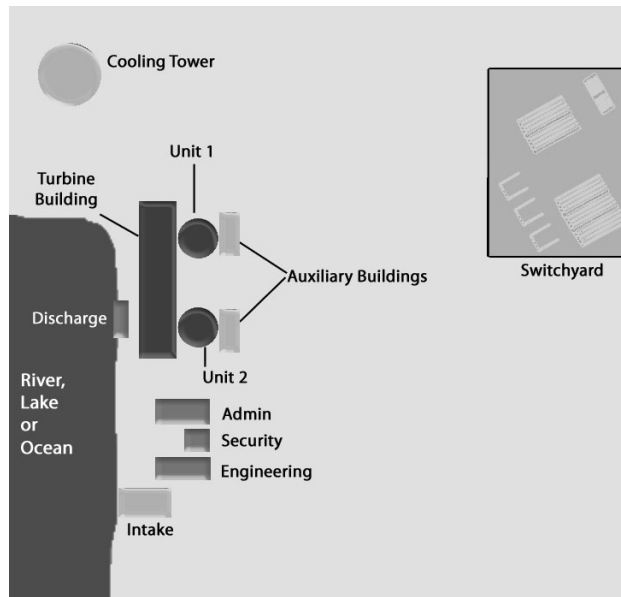 Cooling Tower
Unit 1
Turbine
Building
Auxiliary Buildings
Switchyard
Discharge
Unit 2
River,
Lake
or
Ocean
Admin
Security
Engineering
Intake